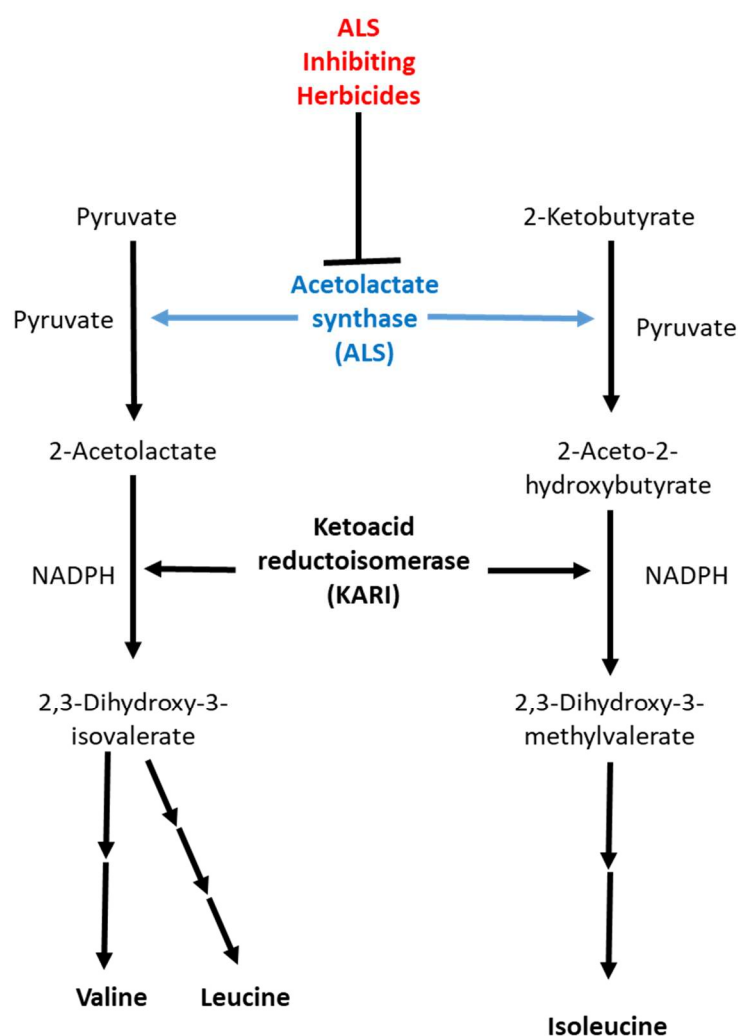 ALS
Inhibiting
Herbicides
Pyruvate
2-Ketobutyrate
Acetolactate
synthase
(ALS)
Pyruvate
Pyruvate
2-Acetolactate
2-Aceto-2-
hydroxybutyrate
Ketoacid
reductoisomerase
(KARI)
NADPH
NADPH
2,3-Dihydroxy-3-
isovalerate
2,3-Dihydroxy-3-
methylvalerate
Valine
Leucine
Isoleucine